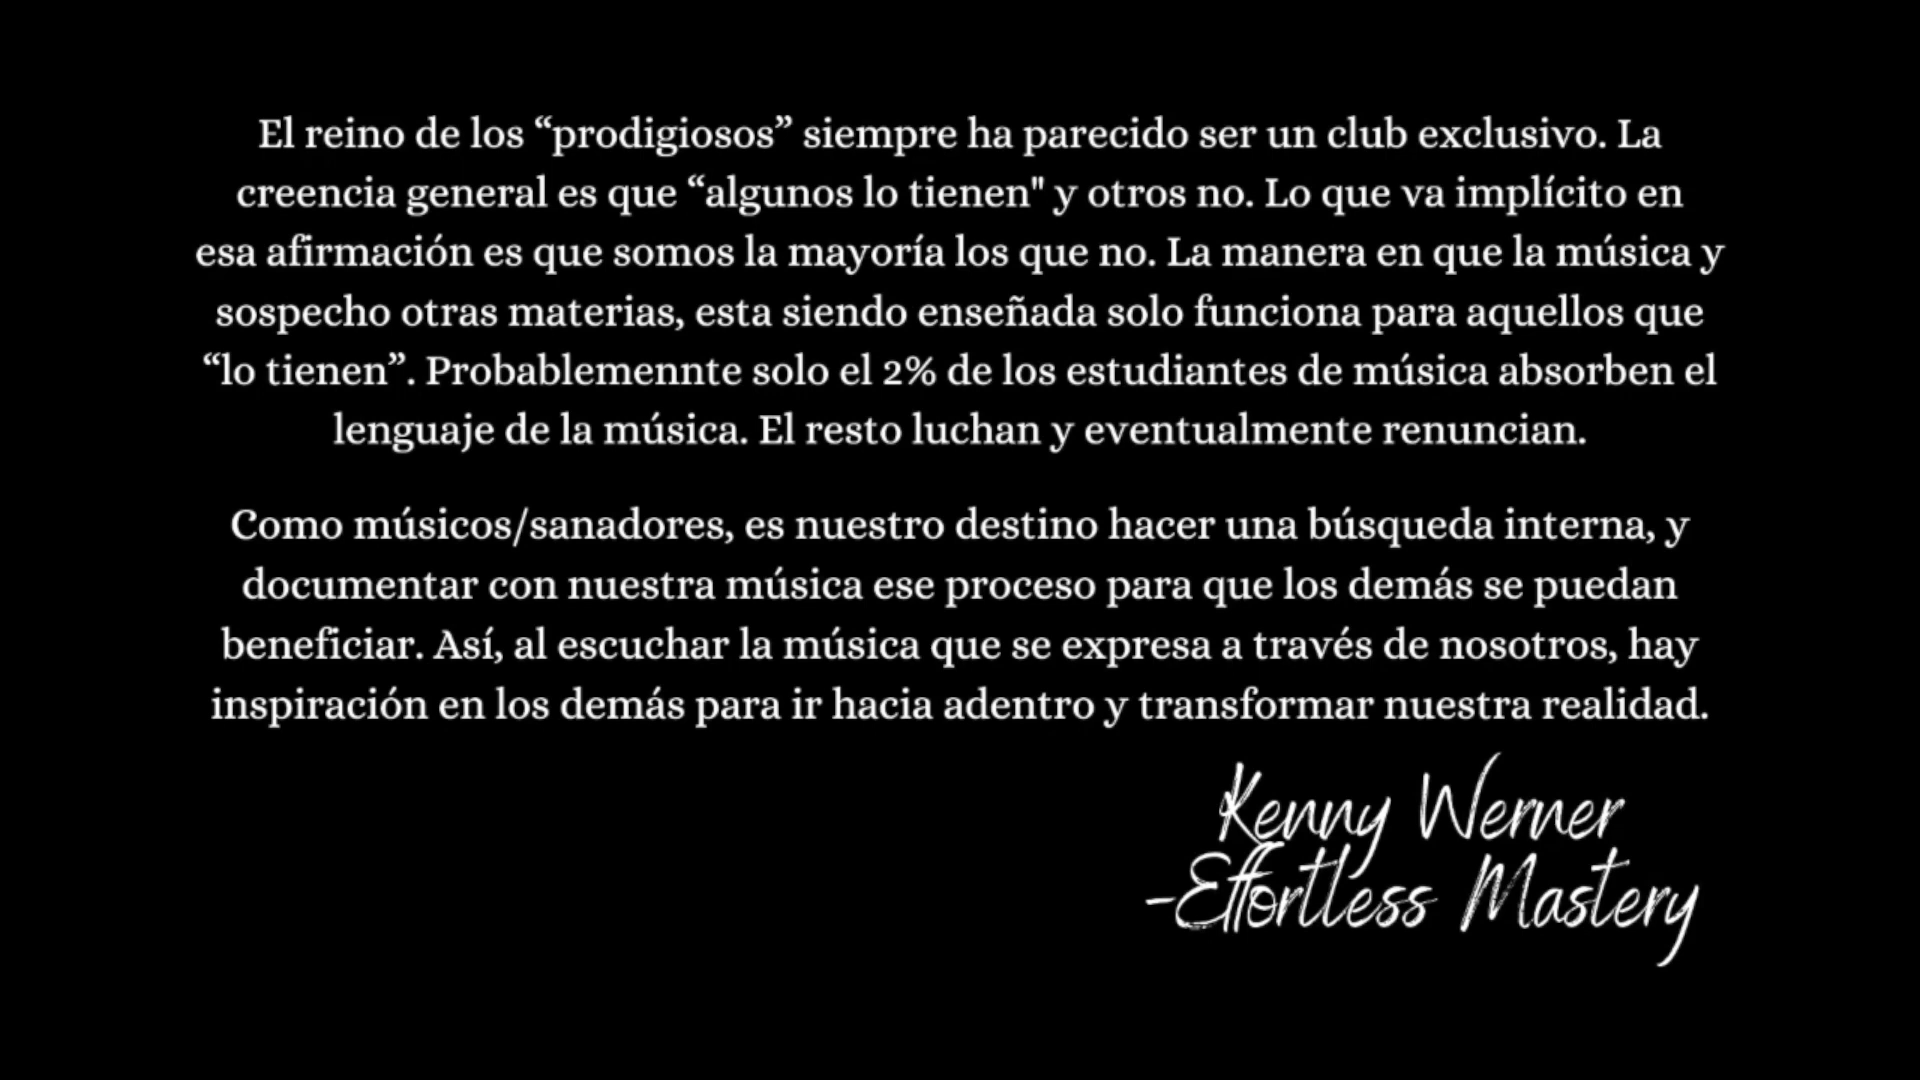 El reino de los “prodigiosos” siempre ha parecido ser un club exclusivo. La
creencia general es que “algunos lo tienen" y otros no. Lo que va implícito en
esa afirmación es que somos la mayoría los que no. La manera en que la música y
sospecho otras materias, esta siendo enseñada solo funciona para aquellos que
“lo tienen”. Probablemennte solo el 2% de los estudiantes de música absorben el
lenguaje de la música. El resto luchan y eventualmente renuncian.
Como músicos/sanadores, es nuestro destino hacer una búsqueda interna, y
documentar con nuestra música ese proceso para que los demás se puedan
beneficiar. Así, al escuchar la música que se expresa a través de nosotros, hay
inspiración en los demás para ir hacia adentro y transformar nuestra realidad.
Kenny Werner
-Effortless Mastery